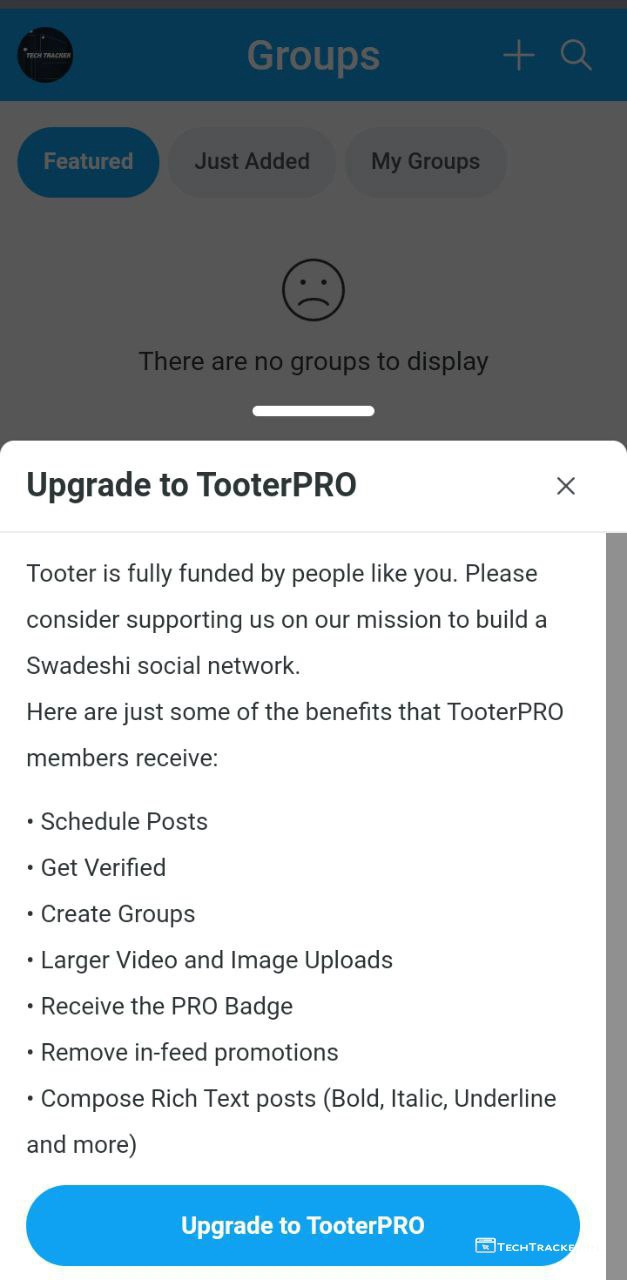 TECH TRACKER
Groups
Featured
Just Added
My Groups
There are no groups to display
Upgrade to TooterPRO
Tooter is fully funded by people like you. Please
consider supporting us on our mission to build a
Swadeshi social network.
Here are just some of the benefits that TooterPRO
members receive:
• Schedule Posts
• Get Verified
• Create Groups
• Larger Video and Image Uploads
• Receive the PRO Badge
• Remove in-feed promotions
• Compose Rich Text posts (Bold, Italic, Underline
and more)
Upgrade to TooterPRO
TECHTRACKE